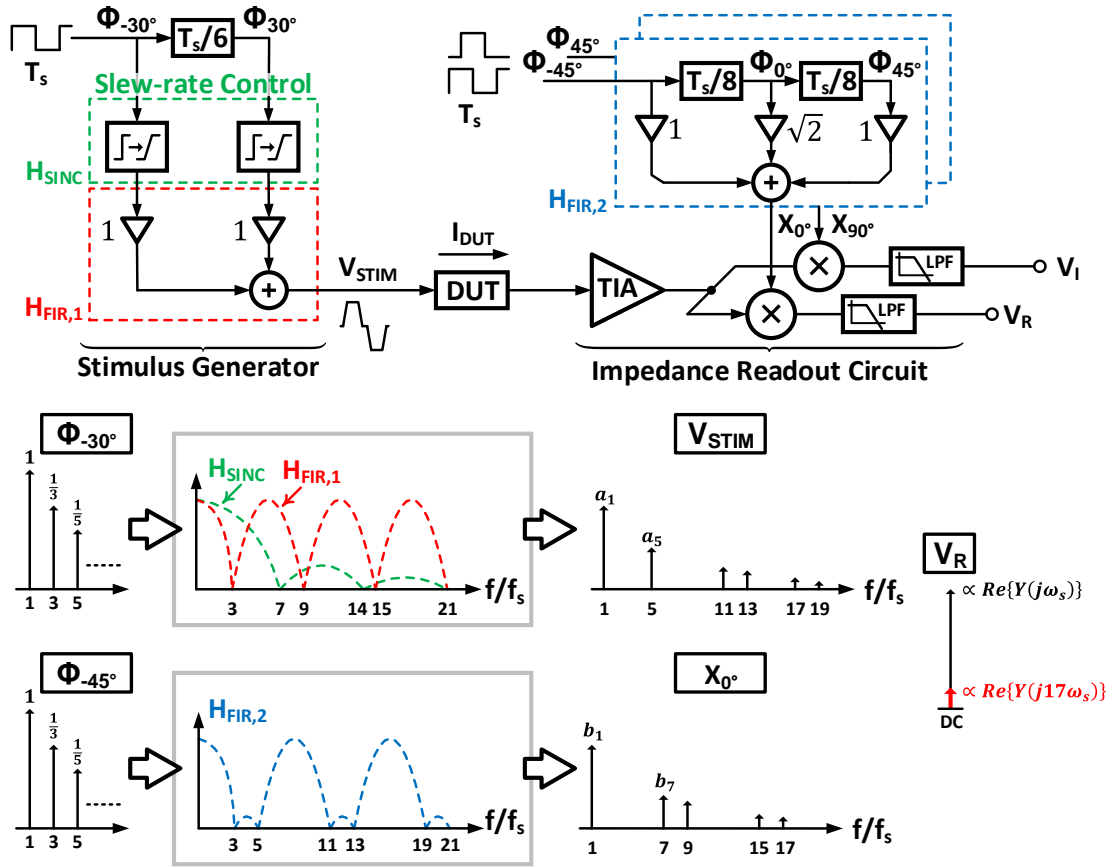 Φ-30° Ts/6 Φ30°
Ts
Slew-rate Control
HSINC
1 1
HFIR,1
VSTIM
IDUT
DUT
Stimulus Generator
Φ45°
Φ-45° Ts/8 Φ0° Ts/8 Φ45°
Ts
1 √2 1
+
HFIR,2
X0° X90°
TIA
× LPF VI
× LPF VR
+
Impedance Readout Circuit
Φ-30°
1 1/3 1/5 ......
1 3 5
HSINC HFIR,1
f/fs
3 7 9 14 15 21
VSTIM
a1 a5
f/fs
1 5 11 13 17 19
VR
∝ Re{Y(jωs)}
∝ Re{Y(j17ωs)}
DC
Φ-45°
1 1/3 1/5 ......
1 3 5
HFIR,2
f/fs
3 5 11 13 19 21
X0°
b1 b7
f/fs
1 7 9 15 17